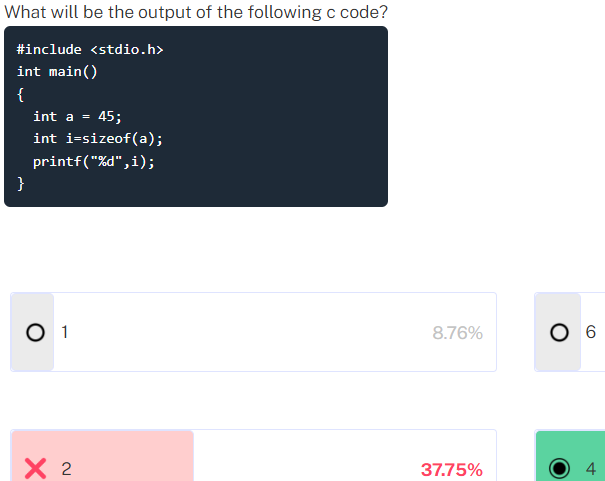 What will be the output of the following c code?
#include <stdio.h>
int main()
{
int a = 45;
int i=sizeof(a);
printf("%d",i);
}
1 8.76%
6
2 37.75%
4